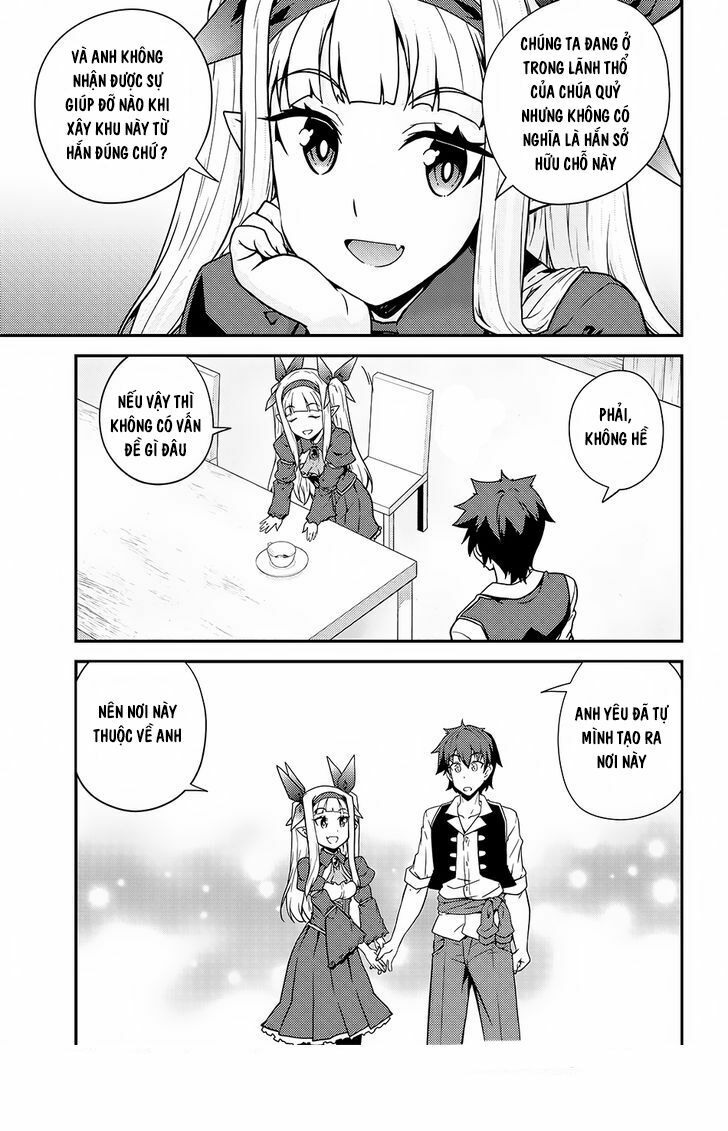 CHÚNG TA ĐANG Ở
TRONG LÃNH THỔ
CỦA CHÚA QUỶ
NHƯNG KHÔNG CÓ
NGHĨA LÀ HẮN SỞ
HỮU CHỖ NÀY
VÀ ANH KHÔNG
NHẬN ĐƯỢC SỰ
GIÚP ĐỠ NÀO KHI
XÂY KHU NÀY TỪ
HẮN ĐÚNG CHỨ?
PHẢI,
KHÔNG HỀ
NẾU VẬY THÌ
KHÔNG CÓ VẤN
ĐỀ GÌ ĐÂU
ANH YÊU ĐÃ TỰ
MÌNH TẠO RA
NƠI NÀY
NÊN NƠI NÀY
THUỘC VỀ ANH